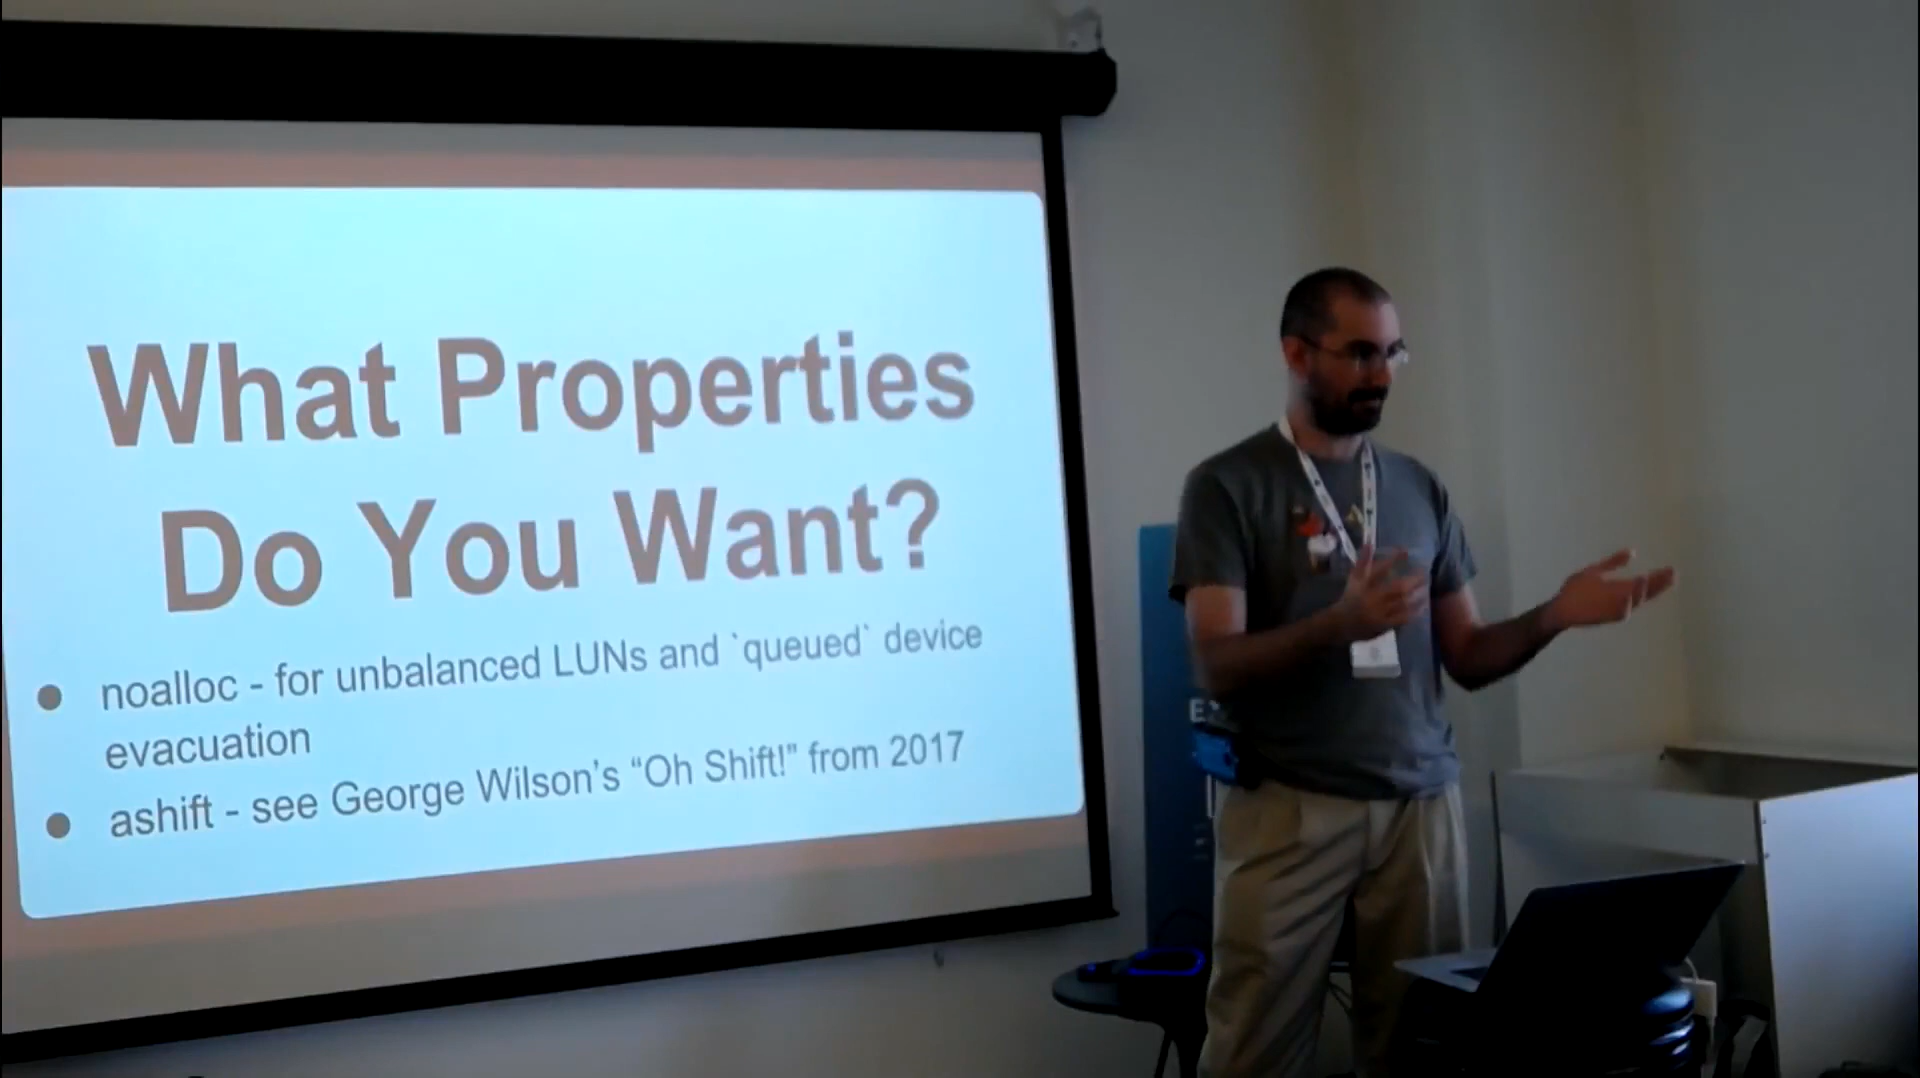 What Properties
Do You Want?
● noalloc - for unbalanced LUNs and `queued` device
evacuation
● ashift - see George Wilson's “Oh Shift!" from 2017